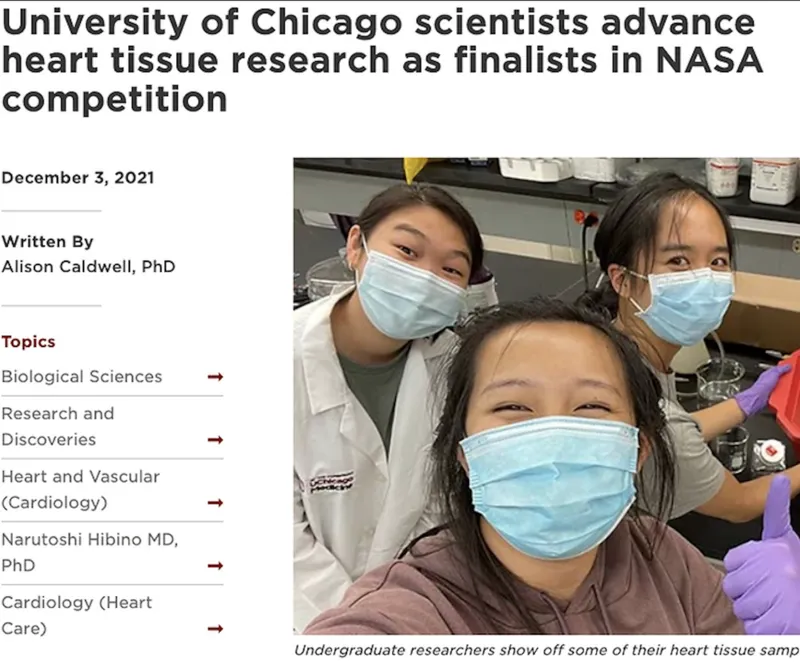 University of Chicago scientists advance
heart tissue research as finalists in NASA
competition
December 3, 2021
Written By
Alison Caldwell, PhD
Topics
Biological Sciences
Research and
Discoveries
Heart and Vascular
(Cardiology)
Narutoshi Hibino MD,
PhD
Cardiology (Heart
Care)
UChicago
Medicine
Undergraduate researchers show off some of their heart tissue samp